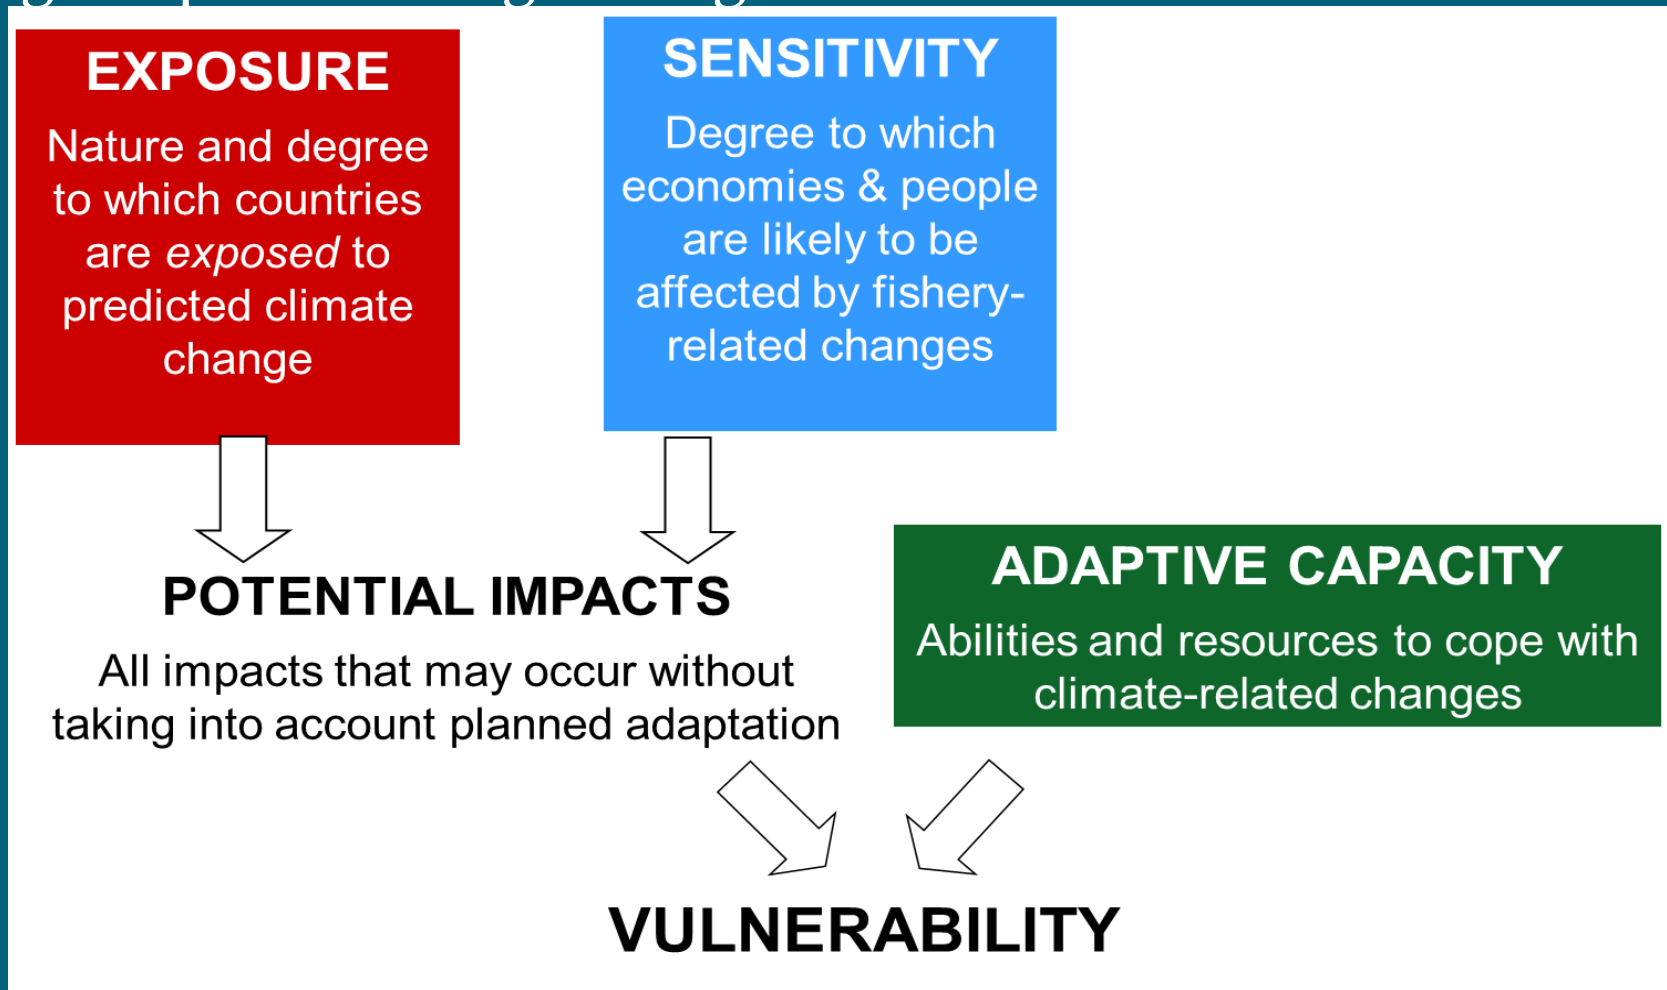 EXPOSURE
Nature and degree
to which countries
are exposed to
predicted climate
change
SENSITIVITY
Degree to which
economies & people
are likely to be
affected by fishery-
related changes
POTENTIAL IMPACTS
All impacts that may occur without
taking into account planned adaptation
ADAPTIVE CAPACITY
Abilities and resources to cope with
climate-related changes
VULNERABILITY